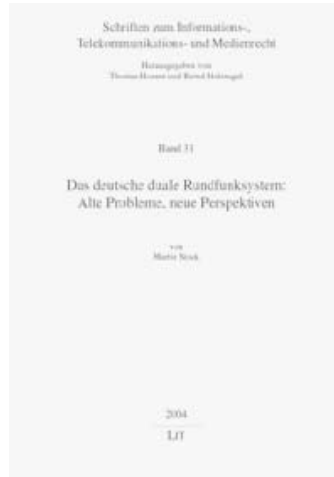 Schriften zum Informations-,
Telekommunikations- und Medienrecht
Herausgegeben von
Thomas Hoeren und Bernd Holznagel
Band 31
Das deutsche duale Rundfunksystem:
Alte Probleme, neue Perspektiven
von
Martin Stock
2004
LIT